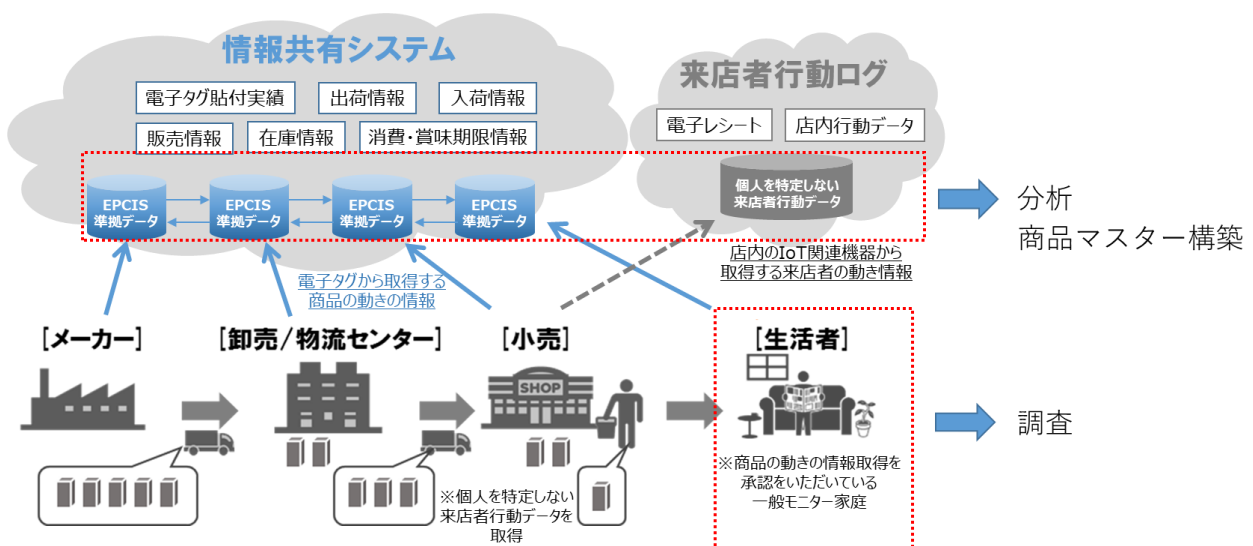 情報共有システム
電子タグ貼付実績
出荷情報
入荷情報
販売情報
在庫情報
消費・賞味期限情報
来店者行動ログ
電子レシート
店内行動データ
EPCIS
準拠データ
EPCIS
準拠データ
EPCIS
準拠データ
EPCIS
準拠データ
個人を特定しない
来店者行動データ
分析
商品マスター構築
電子タグから取得する
商品の動きの情報
店内のIoT関連機器から
取得する来店者の動き情報
[メーカー]
[卸売/物流センター]
[小売]
[生活者]
SHOP
調査
※個人を特定しない
来店者行動データを
取得
※商品の動きの情報取得を
承認をいただいている
一般モニター家庭